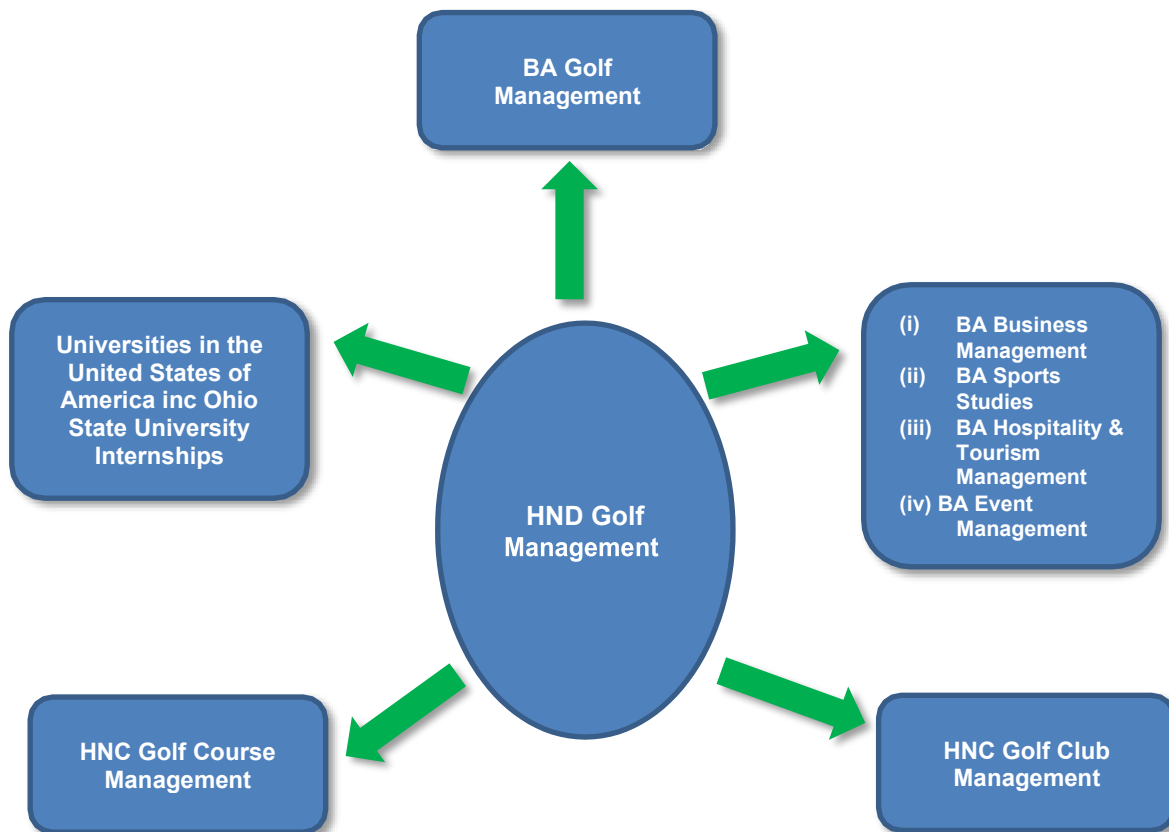 BA Golf
Management
Universities in the
United States of
America inc Ohio
State University
Internships
(i) BA Business
Management
(ii) BA Sports
Studies
(iii) BA Hospitality &
Tourism
Management
(iv) BA Event
Management
HND Golf
Management
HNC Golf Course
Management
HNC Golf Club
Management